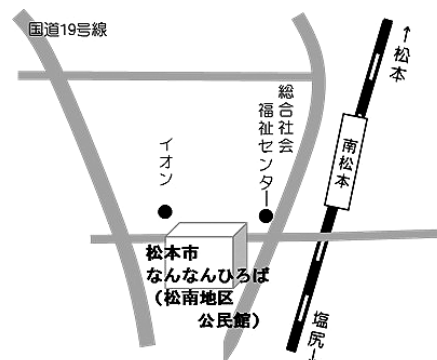 国道19号線
↑松本
総合社会
福祉センター
イオン
南松本
松本市
なんなんひろば
（松南地区
公民館）
塩尻